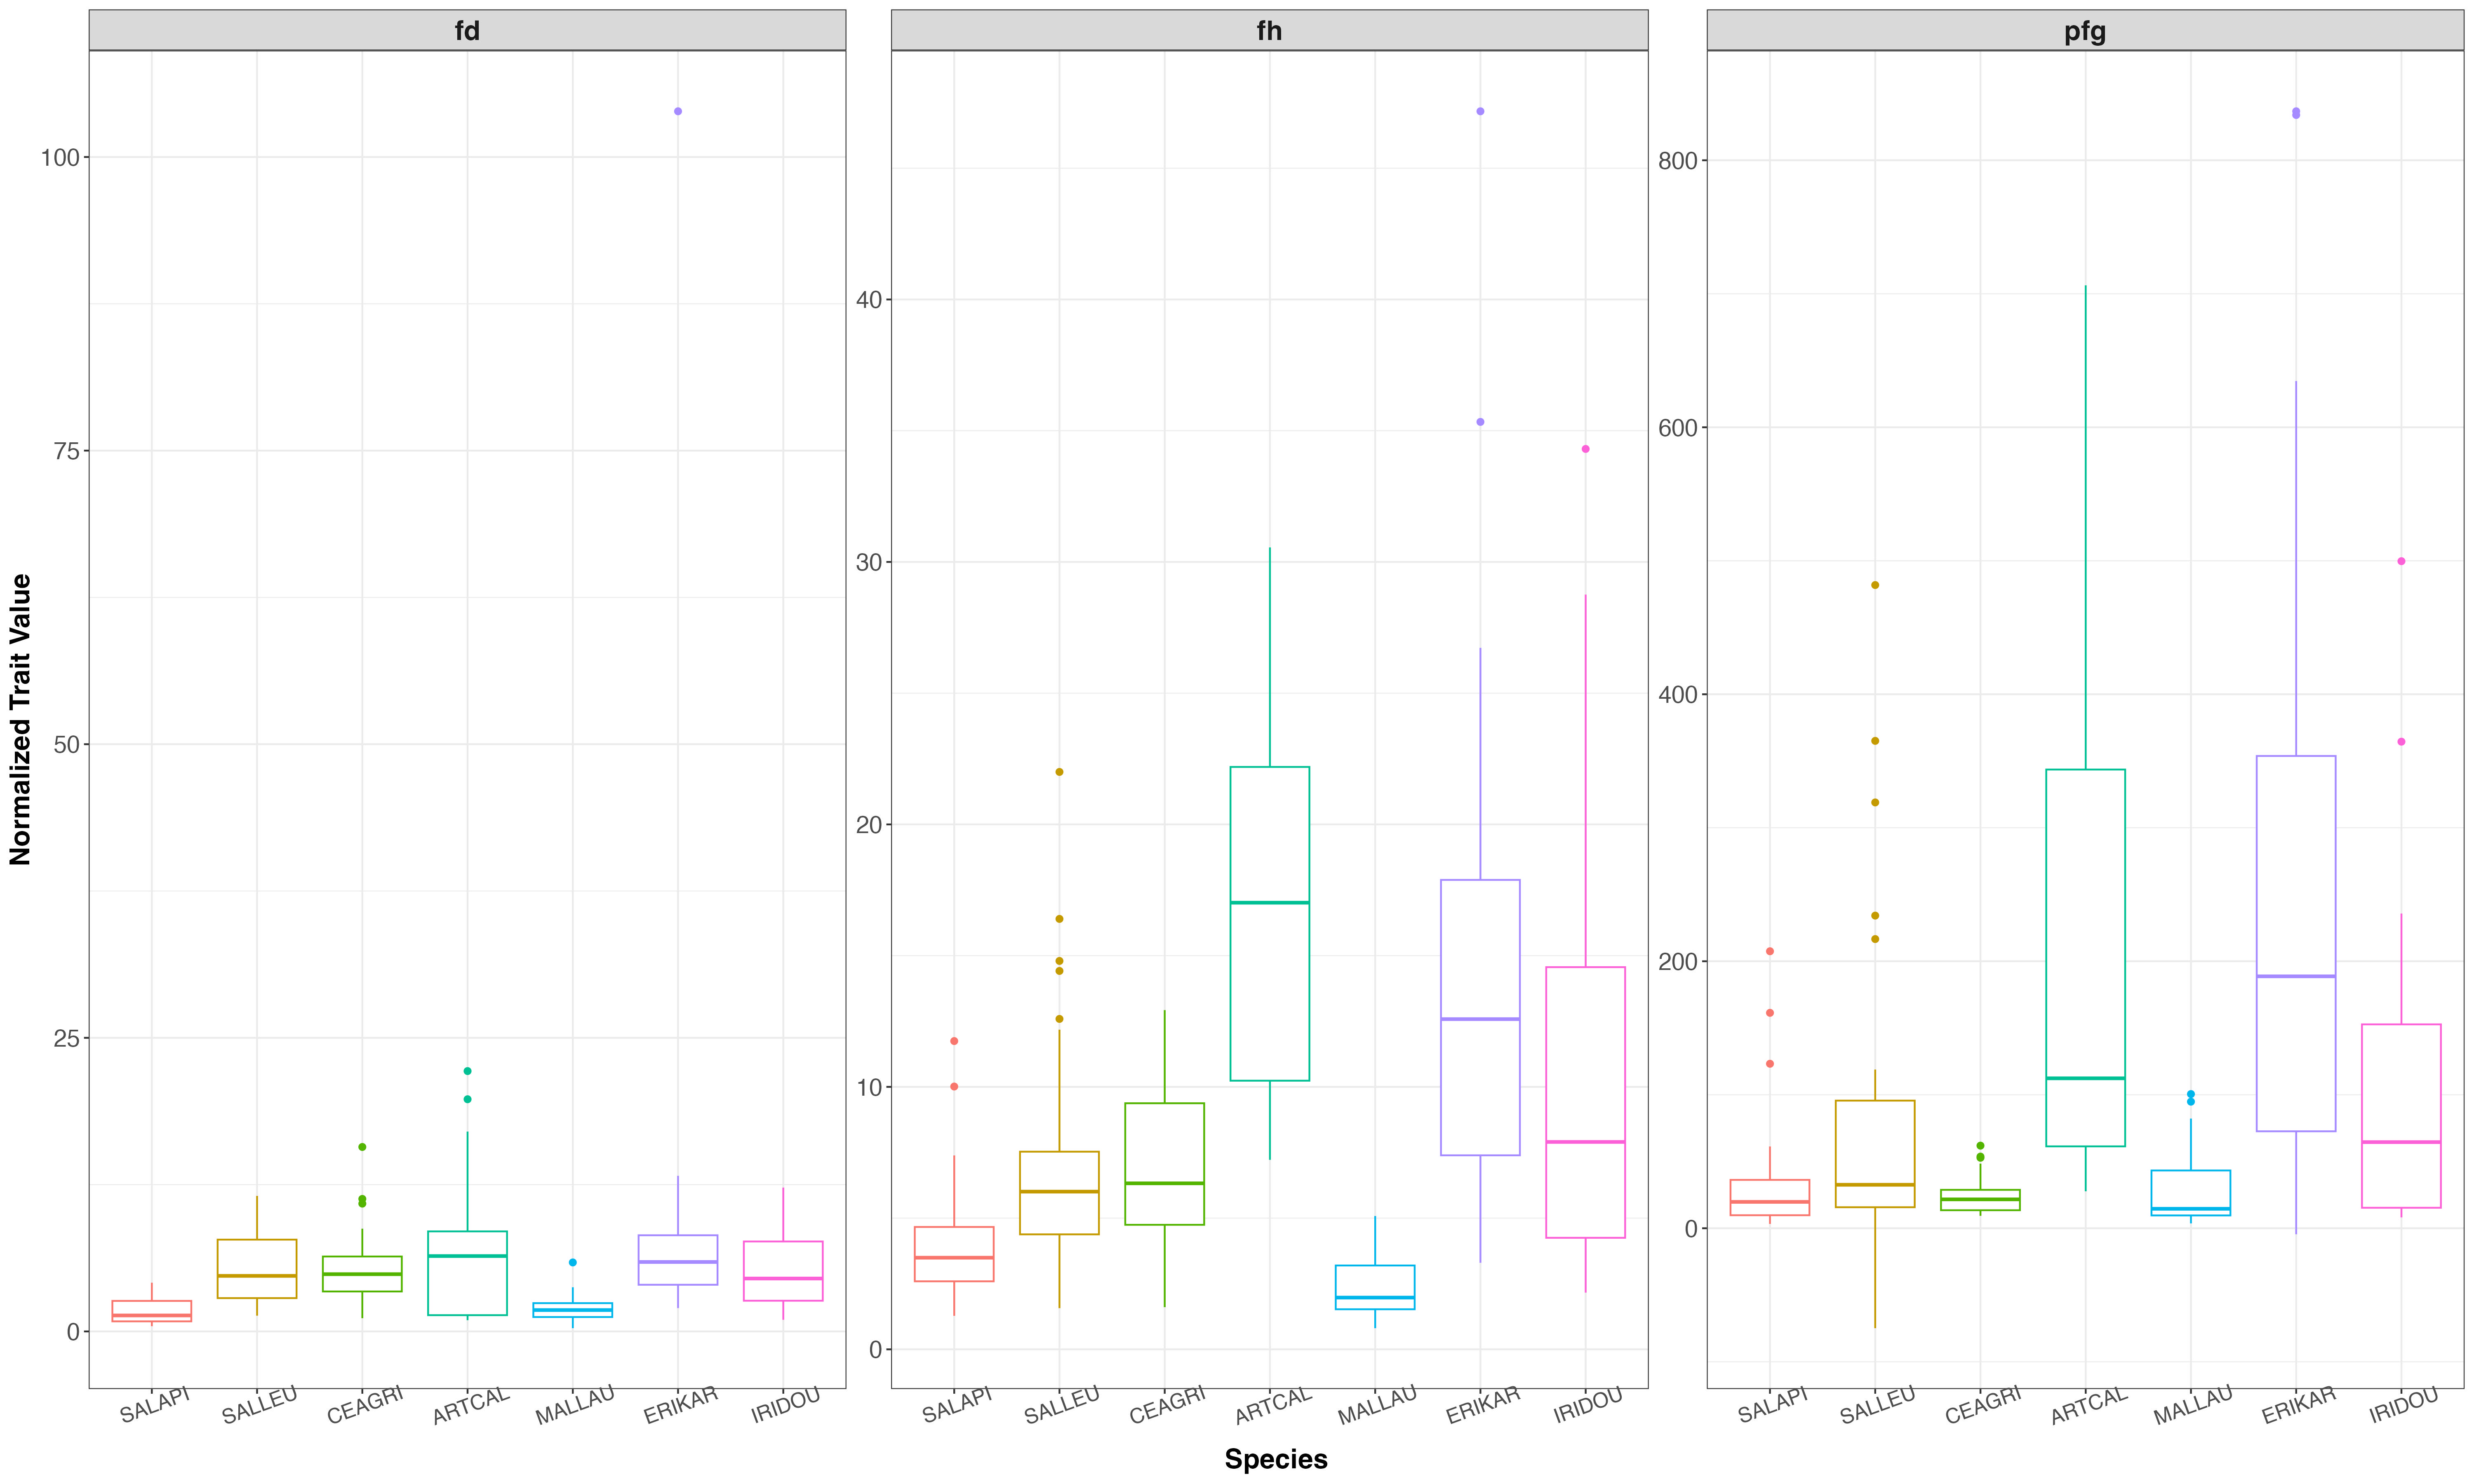 fd fh pfg
100
75
50
25
0
40
30
20
10
0
800
600
400
200
0
Normalized Trait Value
SALAPI SALLEU CEAGRI ARTCAL MALLAU ERIKAR IRIDOU
SALAPI SALLEU CEAGRI ARTCAL MALLAU ERIKAR IRIDOU
SALAPI SALLEU CEAGRI ARTCAL MALLAU ERIKAR IRIDOU
Species